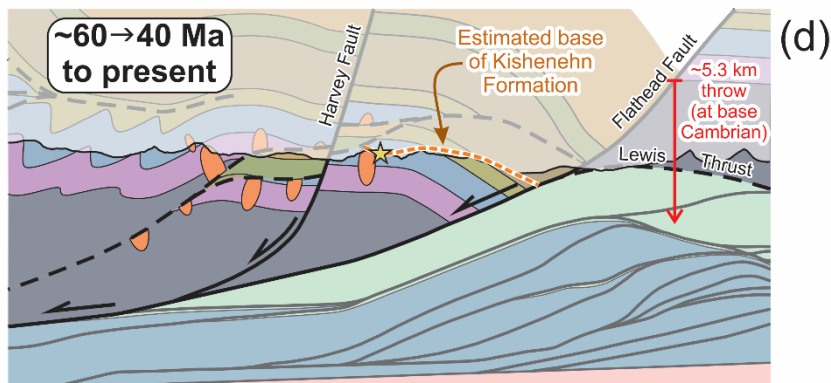 ~60→40 Ma
to present
Harvey Fault
Estimated base
of Kishenehn
Formation
Flathead Fault
~5.3 km
throw
(at base
Cambrian)
Lewis Thrust
(d)